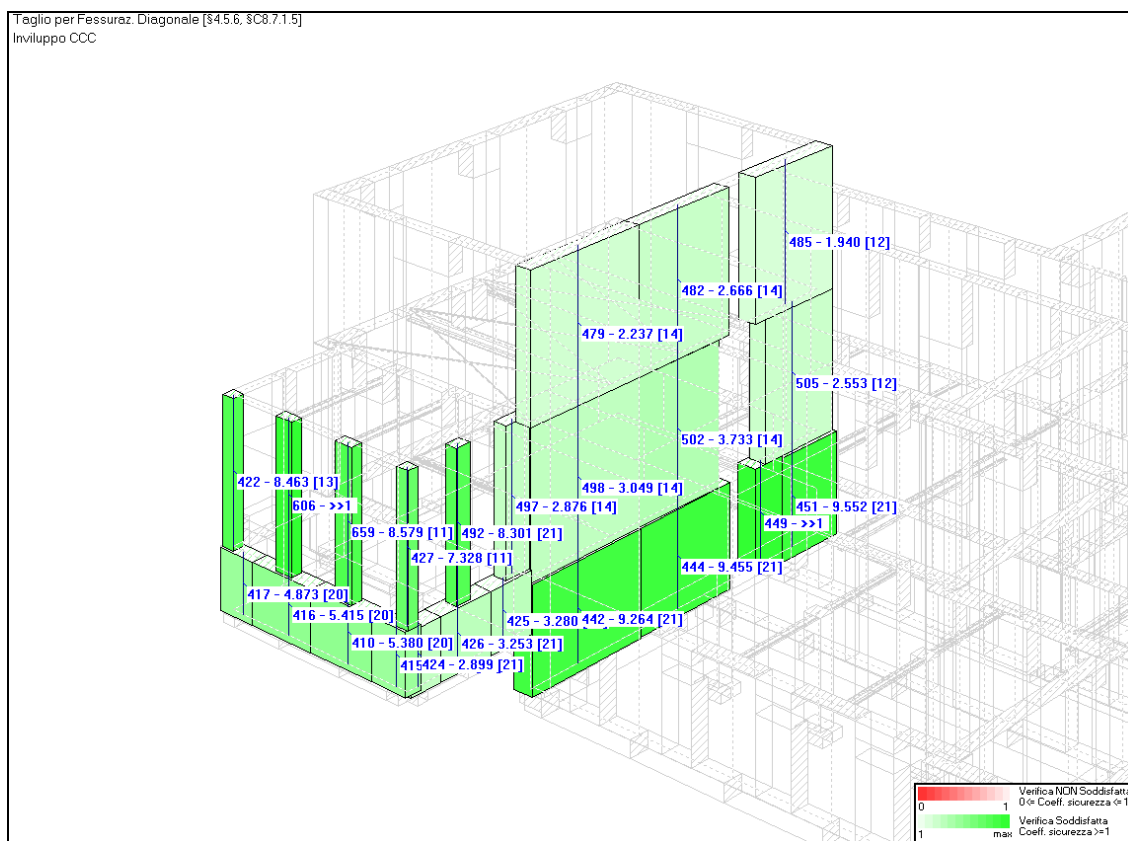 Taglio per Fessuraz. Diagonale [§4.5.6, §C8.7.1.5]
Inviluppo CCC
485 - 1.940 [12]
482 - 2.666 [14]
479 - 2.237 [14]
505 - 2.553 [12]
502 - 3.733 [14]
422 - 8.463 [13]
498 - 3.049 [14]
497 - 2.876 [14]
606 - >>1
451 - 9.552 [21]
449 - >>1
659 - 8.579 [11]
492 - 8.301 [21]
427 - 7.328 [11]
444 - 9.455 [21]
417 - 4.873 [20]
416 - 5.415 [20]
425 - 3.280
442 - 9.264 [21]
410 - 5.380 [20]
426 - 3.253 [21]
415
424 - 2.899 [21]
Verifica NON Soddisfatta
0 <= Coeff. sicurezza <=1
0 1
Verifica Soddisfatta
Coeff. sicurezza >=1
1 max